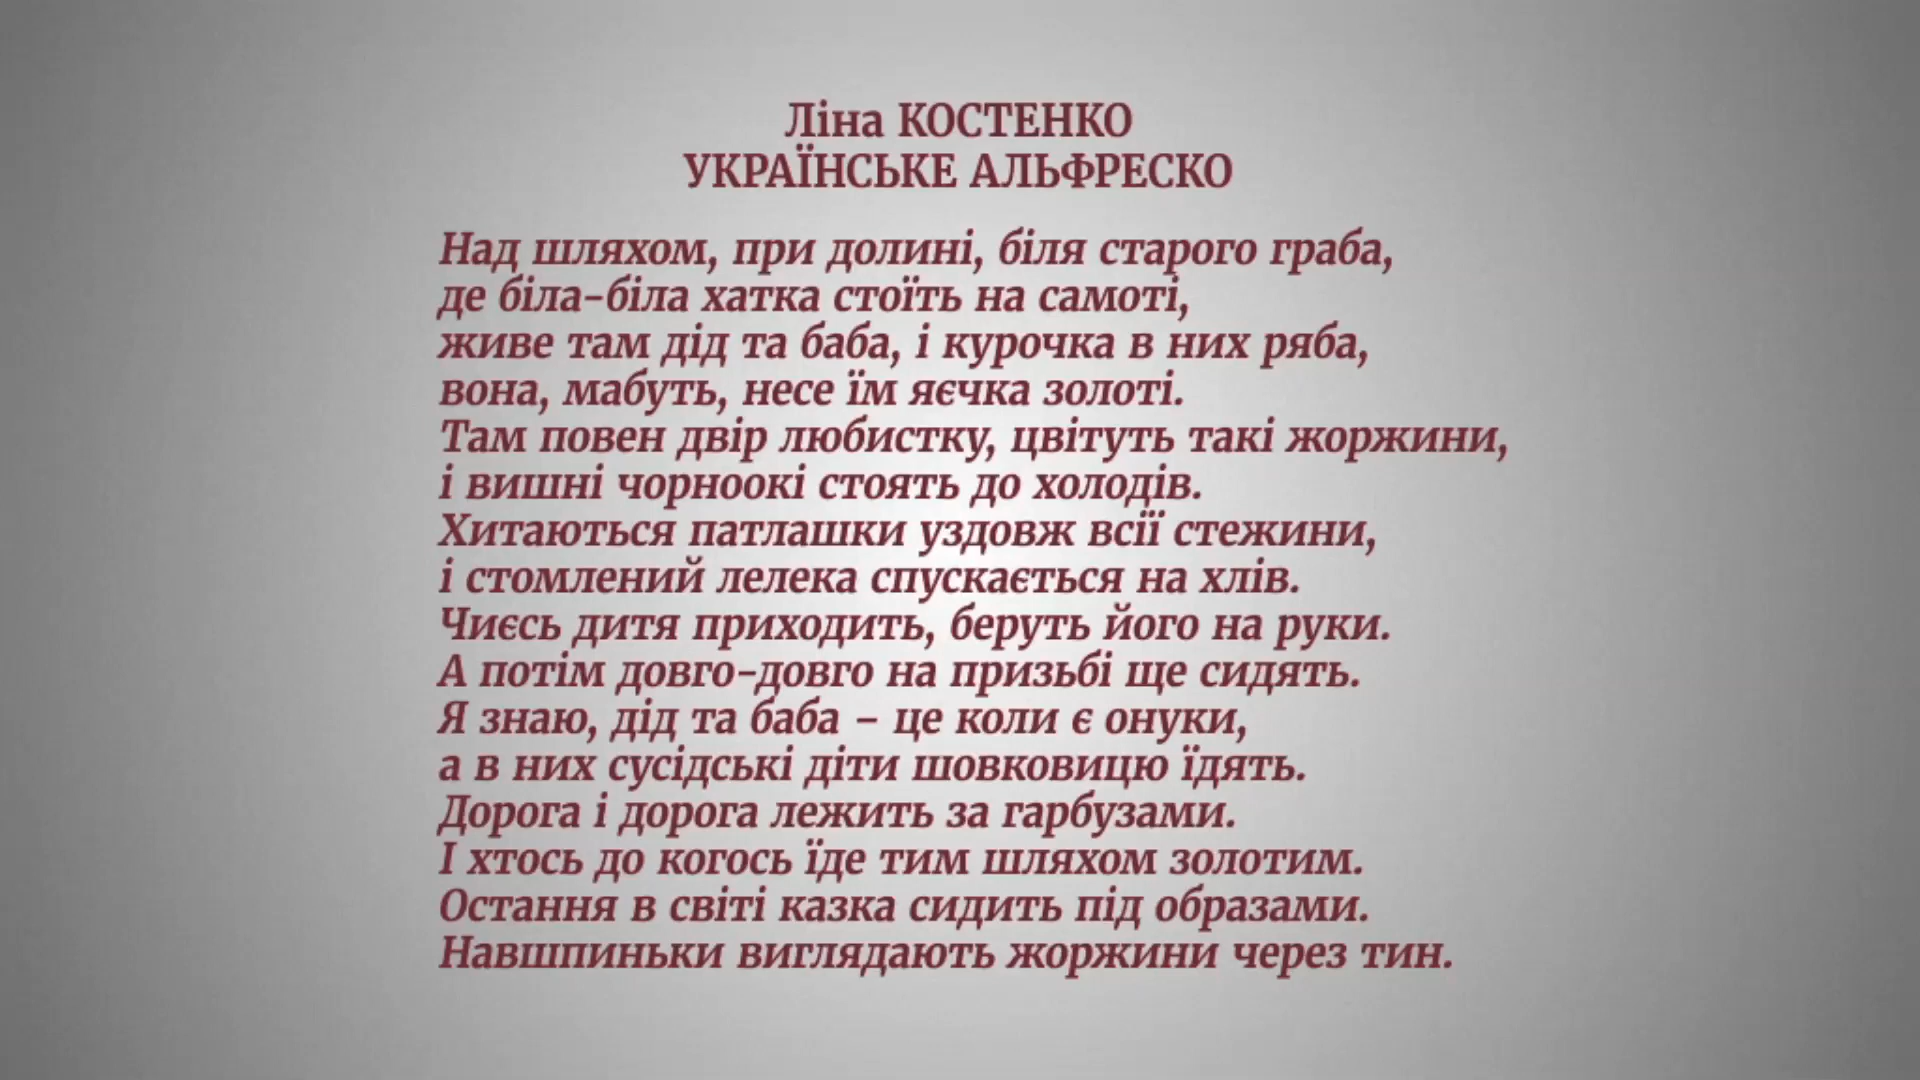 Ліна КОСТЕНКО
УКРАЇНСЬКЕ АЛЬФРЕСКО
Над шляхом, при долині, біля старого граба,
де біла-біла хатка стоїть на самоті,
живе там дід та баба, і курочка в них ряба,
вона, мабуть, несе їм яєчка золоті.
Там повен двір любистку, цвітуть такі жоржини,
і вишні чорноокі стоять до холодів.
Хитаються патлашки уздовж всії стежини,
і стомлений лелека спускається на хлів.
Чиєсь дитя приходить, беруть його на руки.
А потім довго-довго на призьбі ще сидять.
Я знаю, дід та баба – це коли є онуки,
а в них сусідські діти шовковицю їдять.
Дорога і дорога лежить за гарбузами.
І хтось до когось їде тим шляхом золотим.
Остання в світі казка сидить під образами.
Навшпиньки виглядають жоржини через тин.